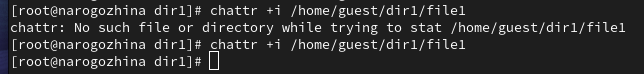 [root@narogozhina dir1]# chattr +i /home/guest/dir1/file1
chattr: No such file or directory while trying to stat /home/guest/dir1/file1
[root@narogozhina dir1]# chattr +i /home/guest/dir1/file1
[root@narogozhina dir1]#